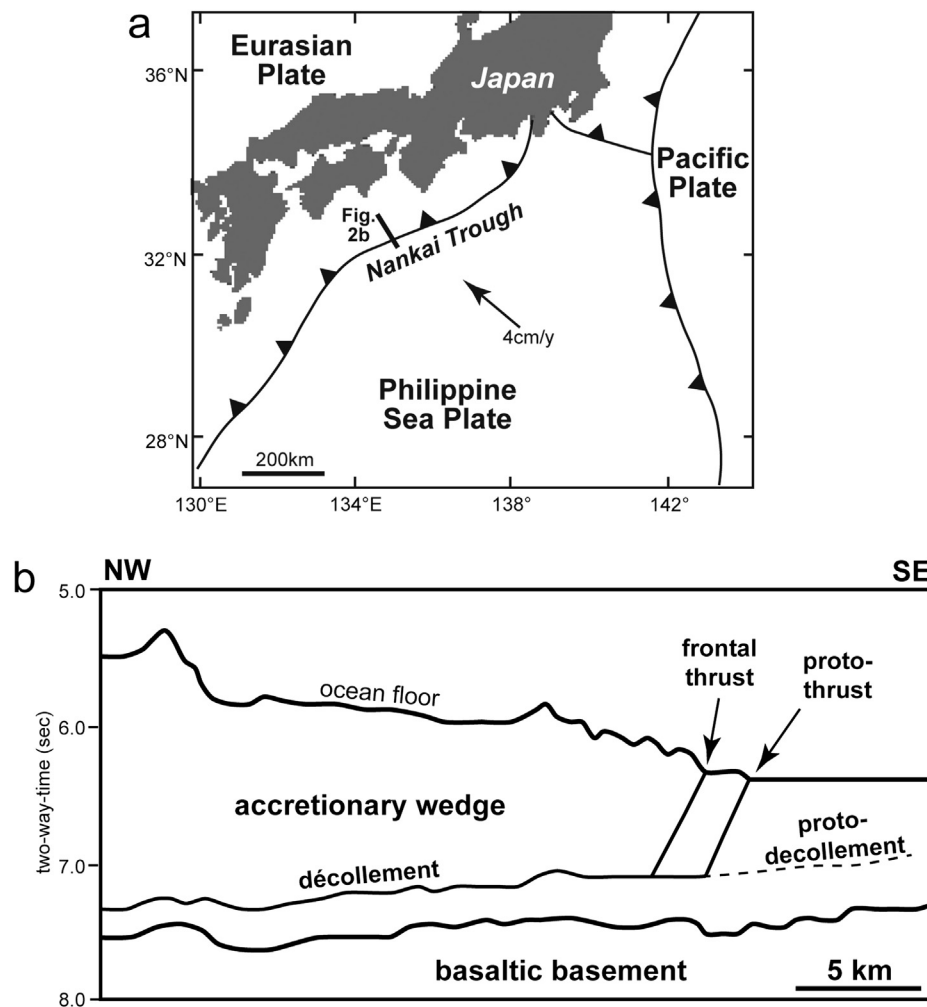 a
Eurasian
Plate
Japan
Pacific
Plate
Fig.
2b
Nankai Trough
4cm/y
Philippine
Sea Plate
200km
36°N
32°N
28°N
130°E
134°E
138°E
142°
b
NW
SE
5.0
6.0
7.0
8.0
two-way-time (sec)
ocean floor
frontal
thrust
proto-
thrust
accretionary wedge
proto-
decollement
décollement
basaltic basement
5 km